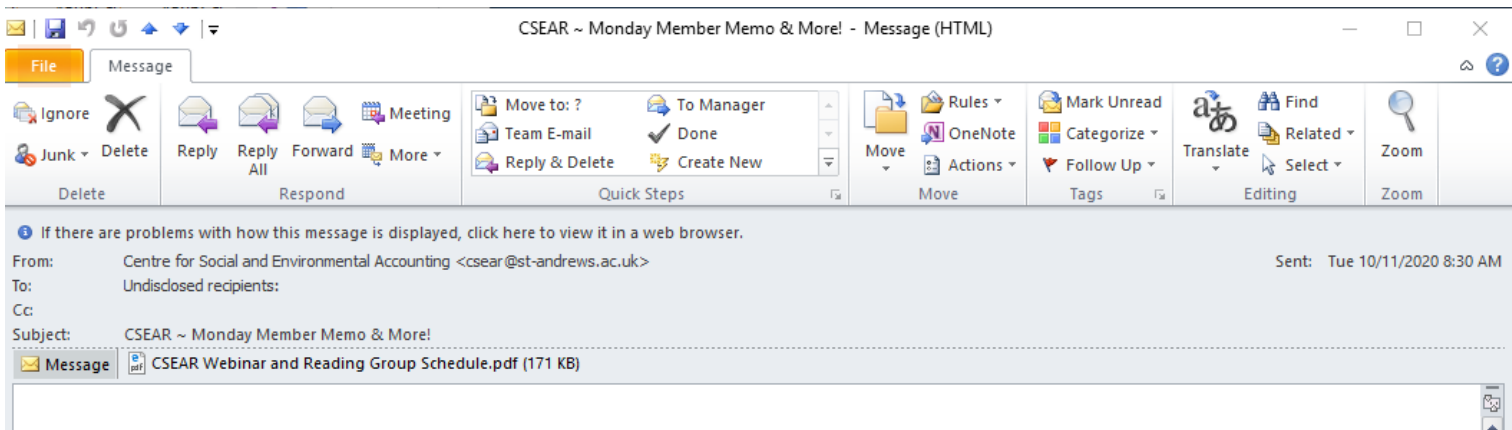 CSEAR ~ Monday Member Memo & More! - Message (HTML)
File Message
Ignore
Junk
Delete
Reply
Reply All
Forward
Meeting
More
Move to: ?
To Manager
Team E-mail
Done
Reply & Delete
Create New
Move
Rules
OneNote
Actions
Mark Unread
Categorize
Follow Up
Translate
Find
Related
Select
Zoom
Delete Respond Quick Steps Move Tags Editing Zoom
If there are problems with how this message is displayed, click here to view it in a web browser.
From: Centre for Social and Environmental Accounting <csear@st-andrews.ac.uk> Sent: Tue 10/11/2020 8:30 AM
To: Undisclosed recipients:
Cc:
Subject: CSEAR ~ Monday Member Memo & More!
Message CSEAR Webinar and Reading Group Schedule.pdf (171 KB)